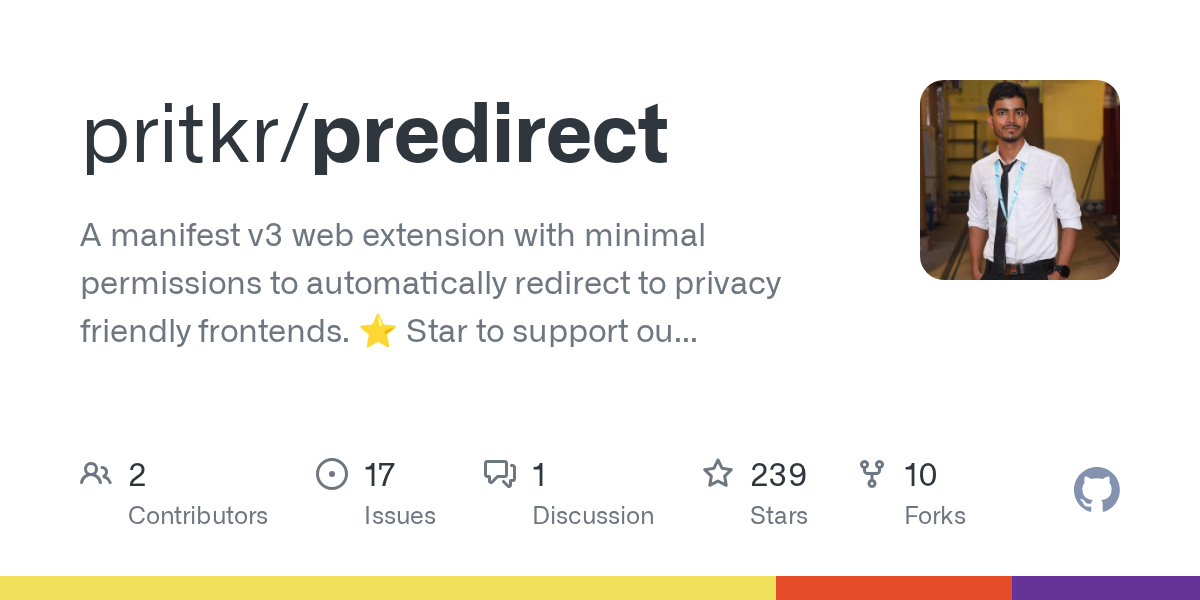 pritkr/predirect
A manifest v3 web extension with minimal
permissions to automatically redirect to privacy
friendly frontends. ⭐ Star to support ou...
2 17 1 239 10
Contributors Issues Discussion Stars Forks